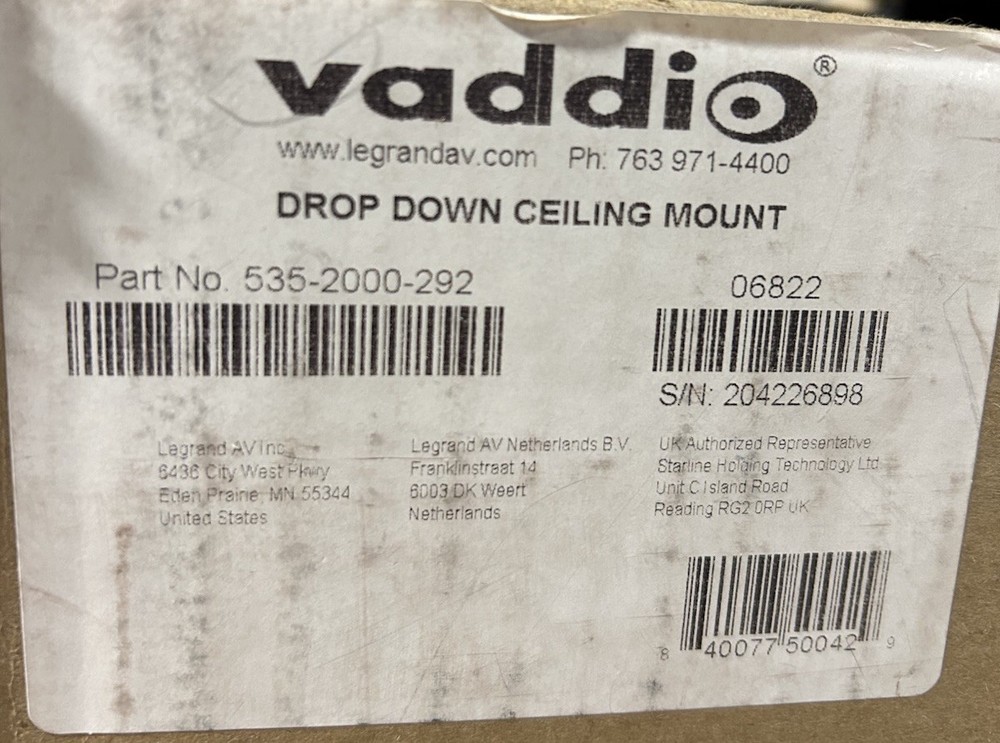 vaddio®
www.legrandav.com Ph: 763 971-4400
DROP DOWN CEILING MOUNT
Part No. 535-2000-292
06822
S/N: 204226898
Legrand AV Inc.
6436 City West Pkwy
Eden Prairie, MN 55344
United States
Legrand AV Netherlands B.V.
Franklinstraat 14
6003 DK Weert
Netherlands
UK Authorized Representative
Starline Holding Technology Ltd
Unit C Island Road
Reading RG2 0RP UK
8 40077 50042 9